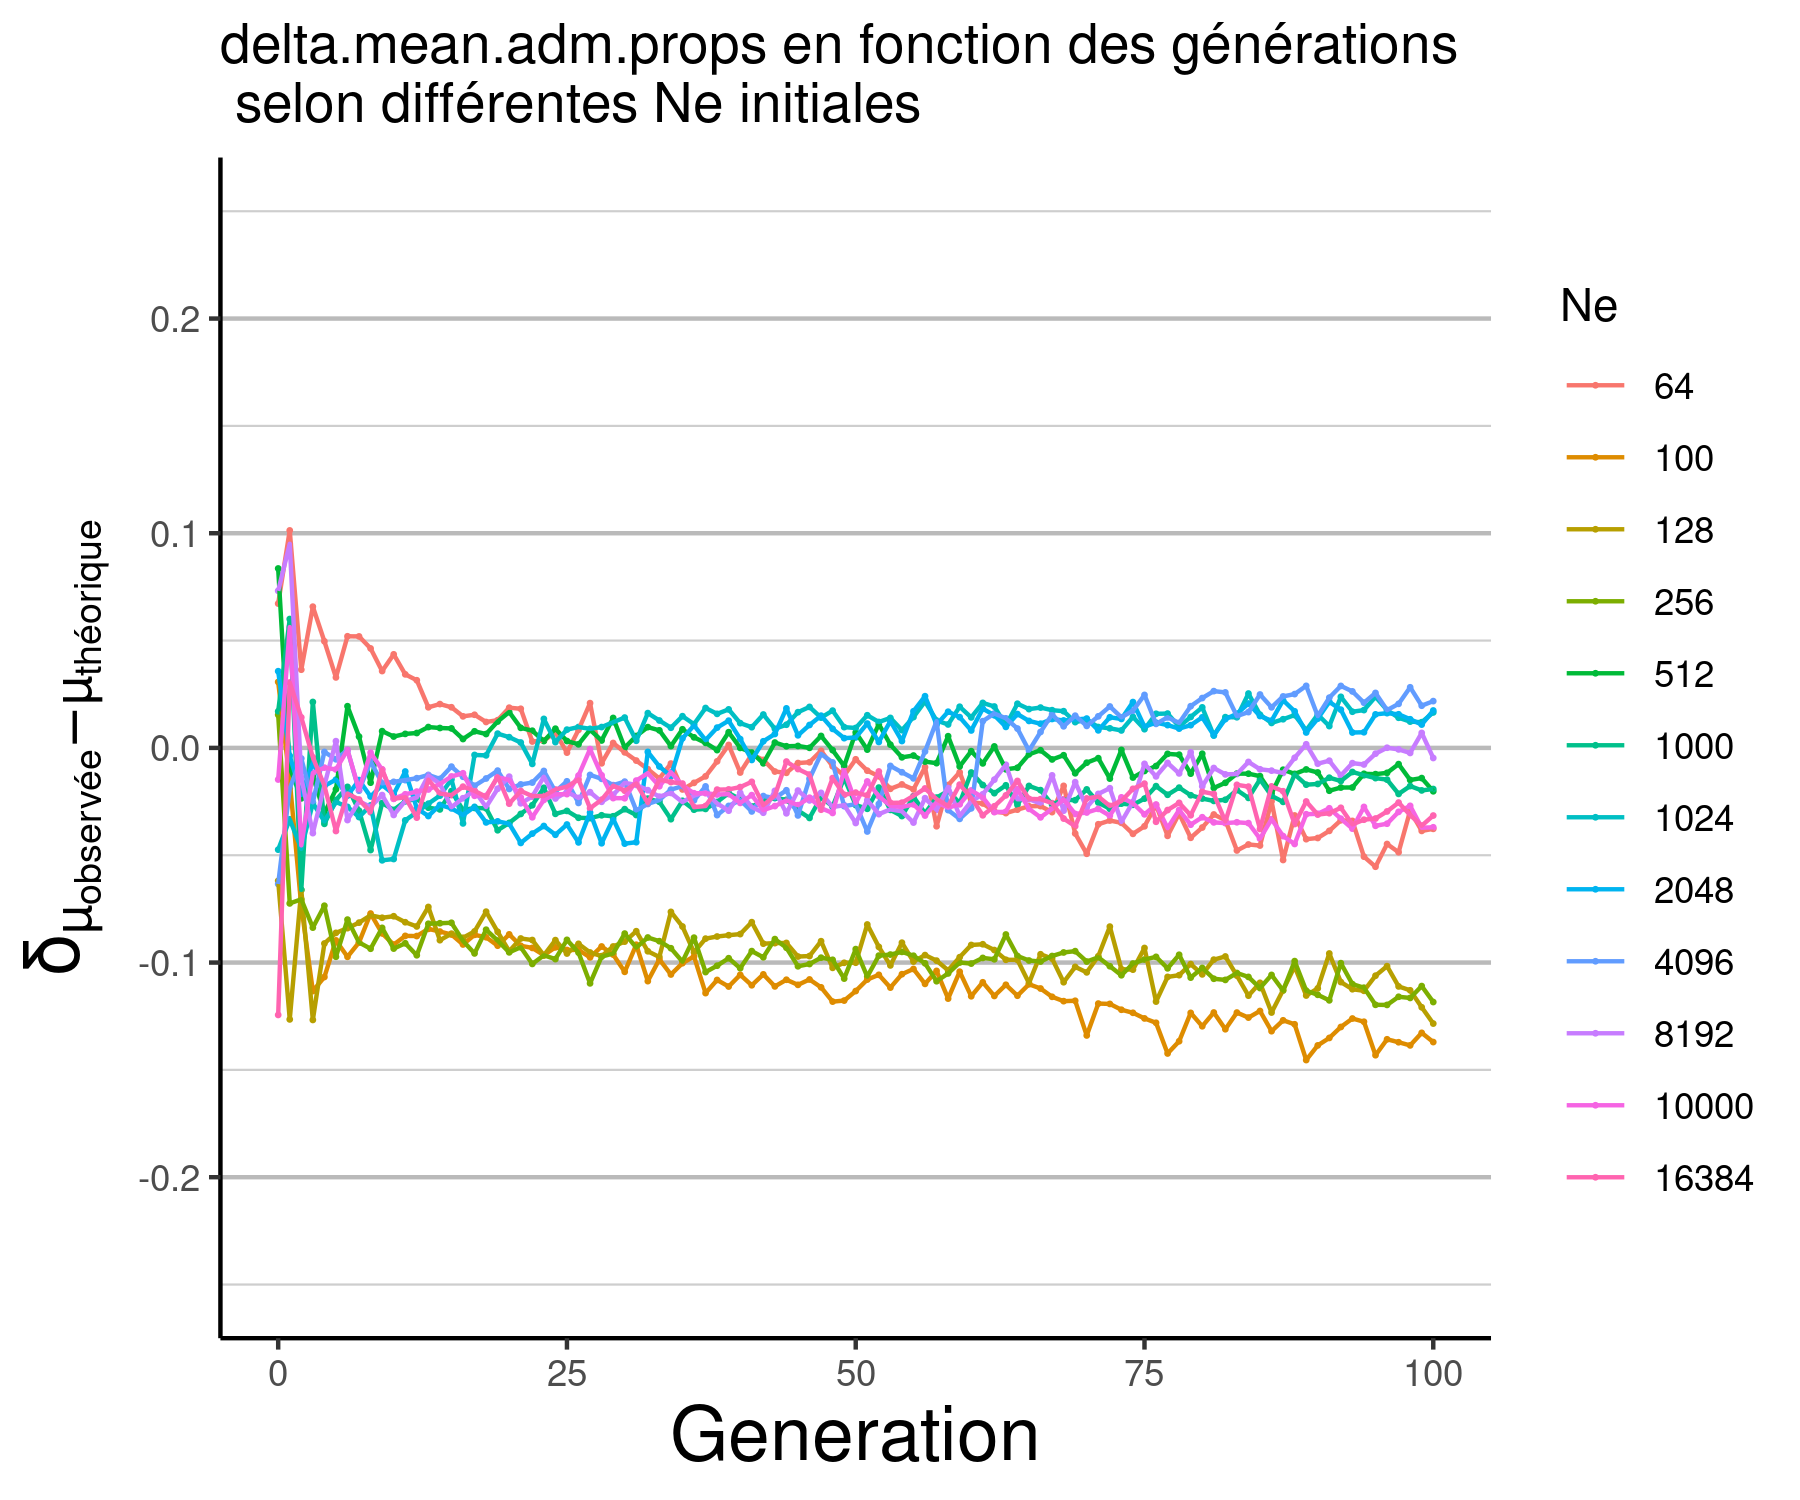 delta.mean.adm.props en fonction des générations
selon différentes Ne initiales
δμobservée − μthéorique
0.2
0.1
0.0
-0.1
-0.2
0 25 50 75 100
Generation
Ne
64
100
128
256
512
1000
1024
2048
4096
8192
10000
16384